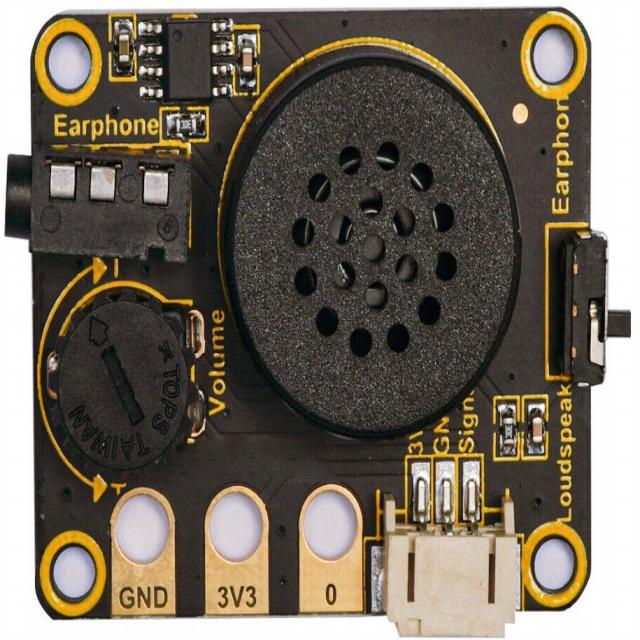 Earphone
Earphon
Volume
TOPS TAIWAN
3V
GN
Sign
Loudspeak
GND
3V3
0